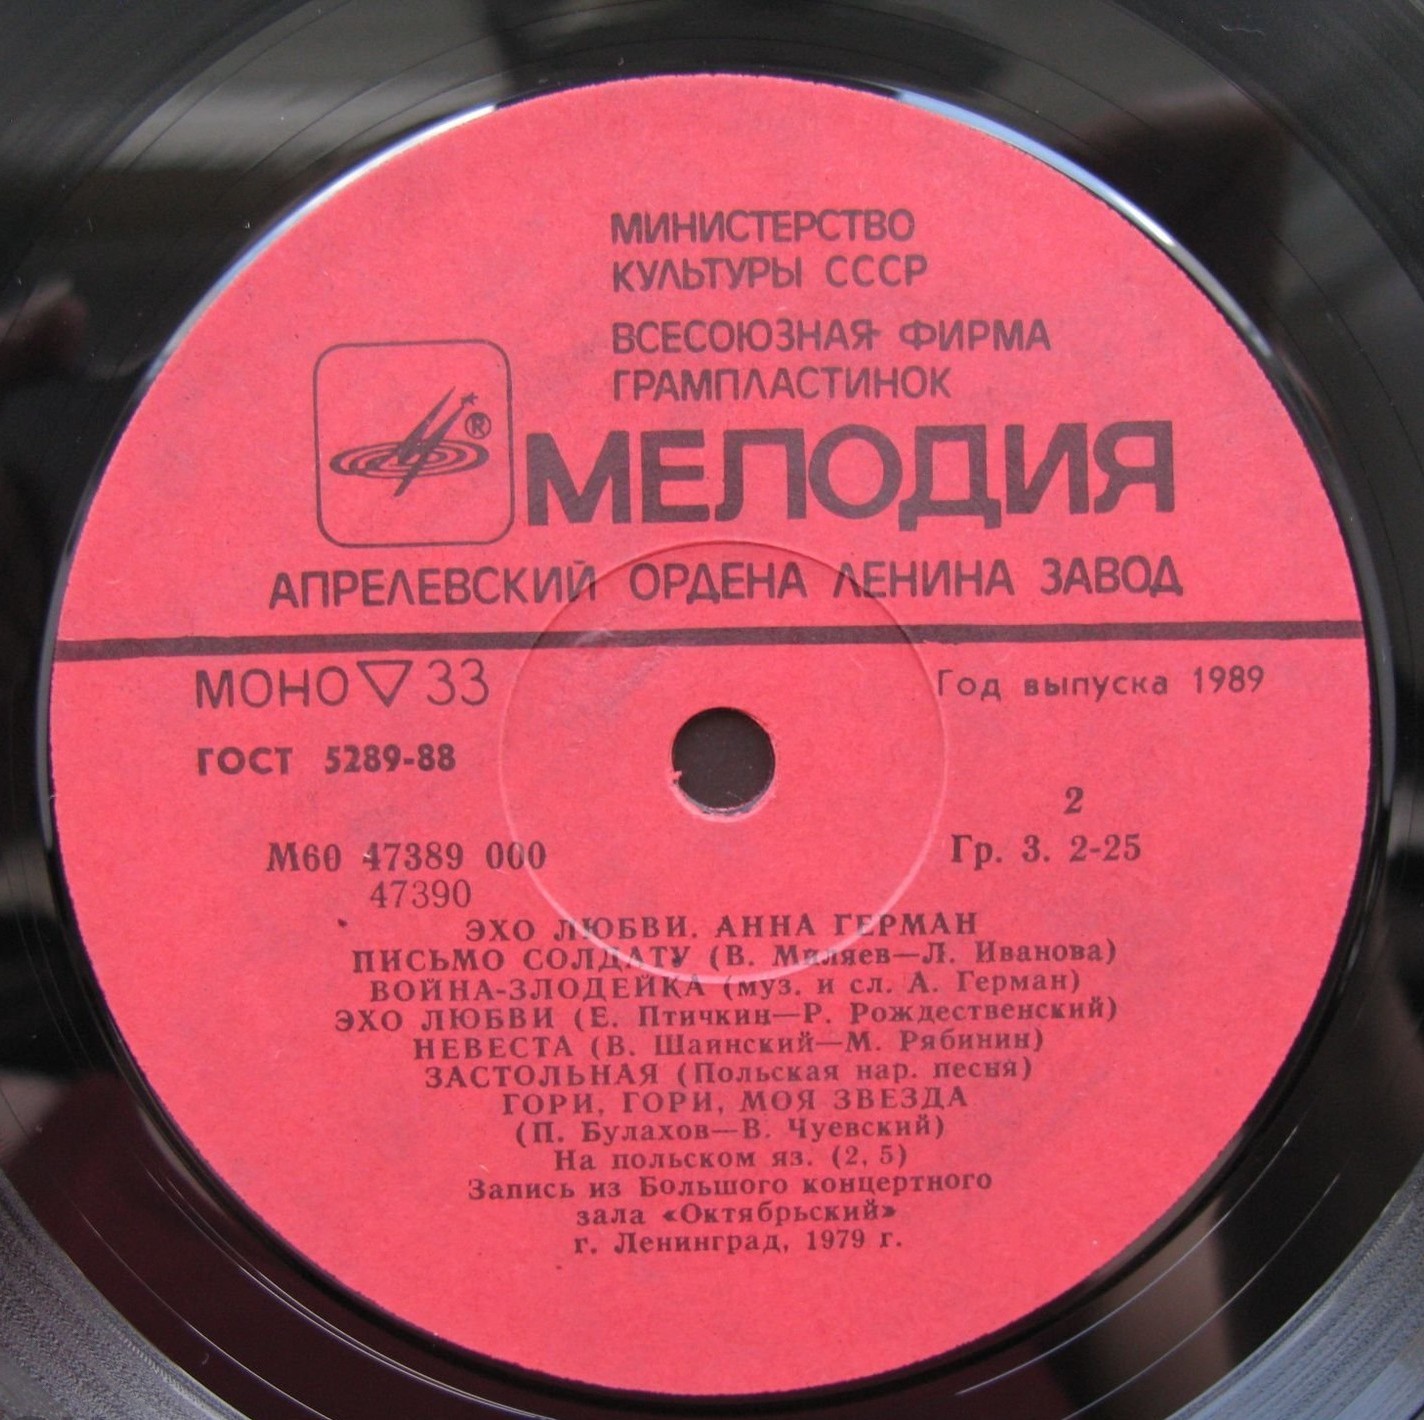 МИНИСТЕРСТВО
КУЛЬТУРЫ СССР
ВСЕСОЮЗНАЯ ФИРМА
ГРАМПЛАСТИНОК
®
МЕЛОДИЯ
АПРЕЛЕВСКИЙ ОРДЕНА ЛЕНИНА ЗАВОД
МОНО ▽ 33
Год выпуска 1989
ГОСТ 5289-88
2
М60 47389 000
Гр. 3. 2-25
47390
ЭХО ЛЮБВИ. АННА ГЕРМАН
ПИСЬМО СОЛДАТУ (В. Миляев—Л. Иванова)
ВОЙНА-ЗЛОДЕЙКА (муз. и сл. А. Герман)
ЭХО ЛЮБВИ (Е. Птичкин—Р. Рождественский)
НЕВЕСТА (В. Шаинский—М. Рябинин)
ЗАСТОЛЬНАЯ (Польская нар. песня)
ГОРИ, ГОРИ, МОЯ ЗВЕЗДА
(П. Булахов—В. Чуевский)
На польском яз. (2, 5)
Запись из Большого концертного
зала «Октябрьский»
г. Ленинград, 1979 г.